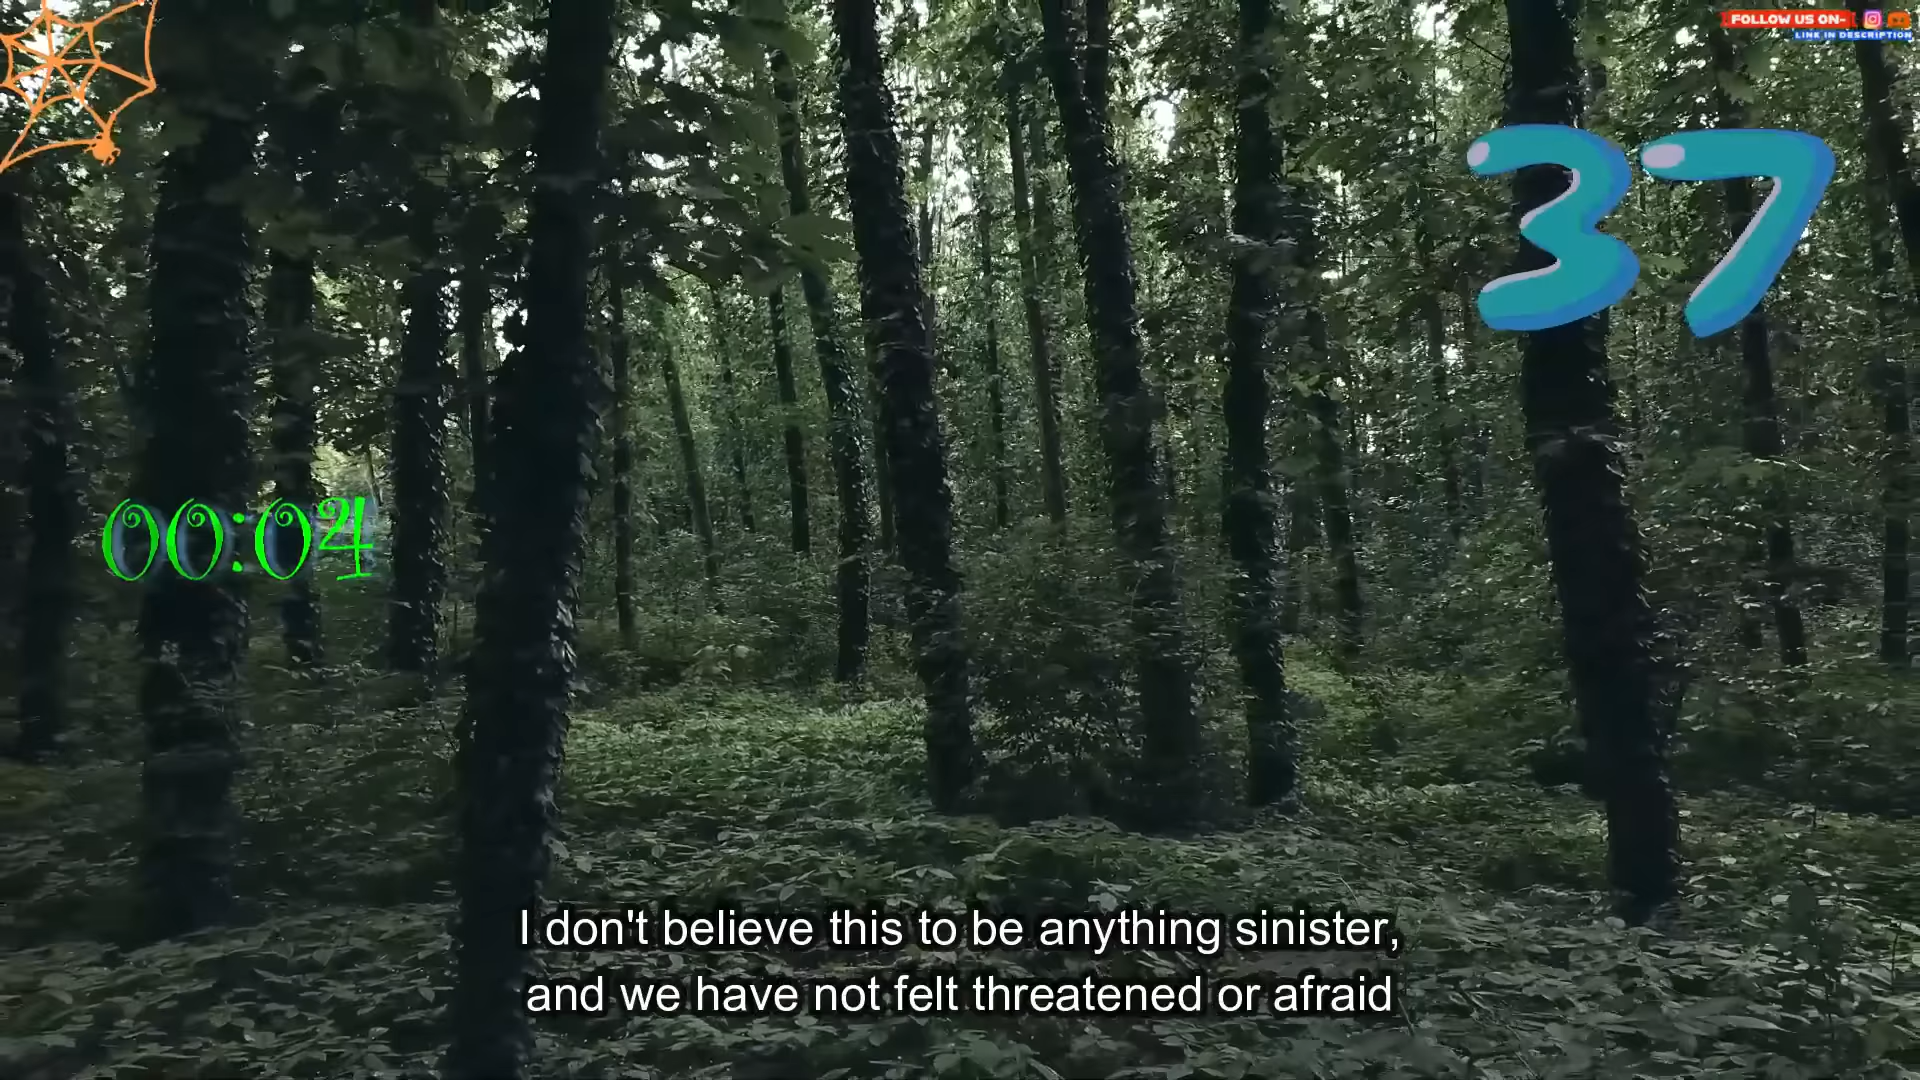 FOLLOW US ON-
LINK IN DESCRIPTION
37
00:04
I don't believe this to be anything sinister,
and we have not felt threatened or afraid